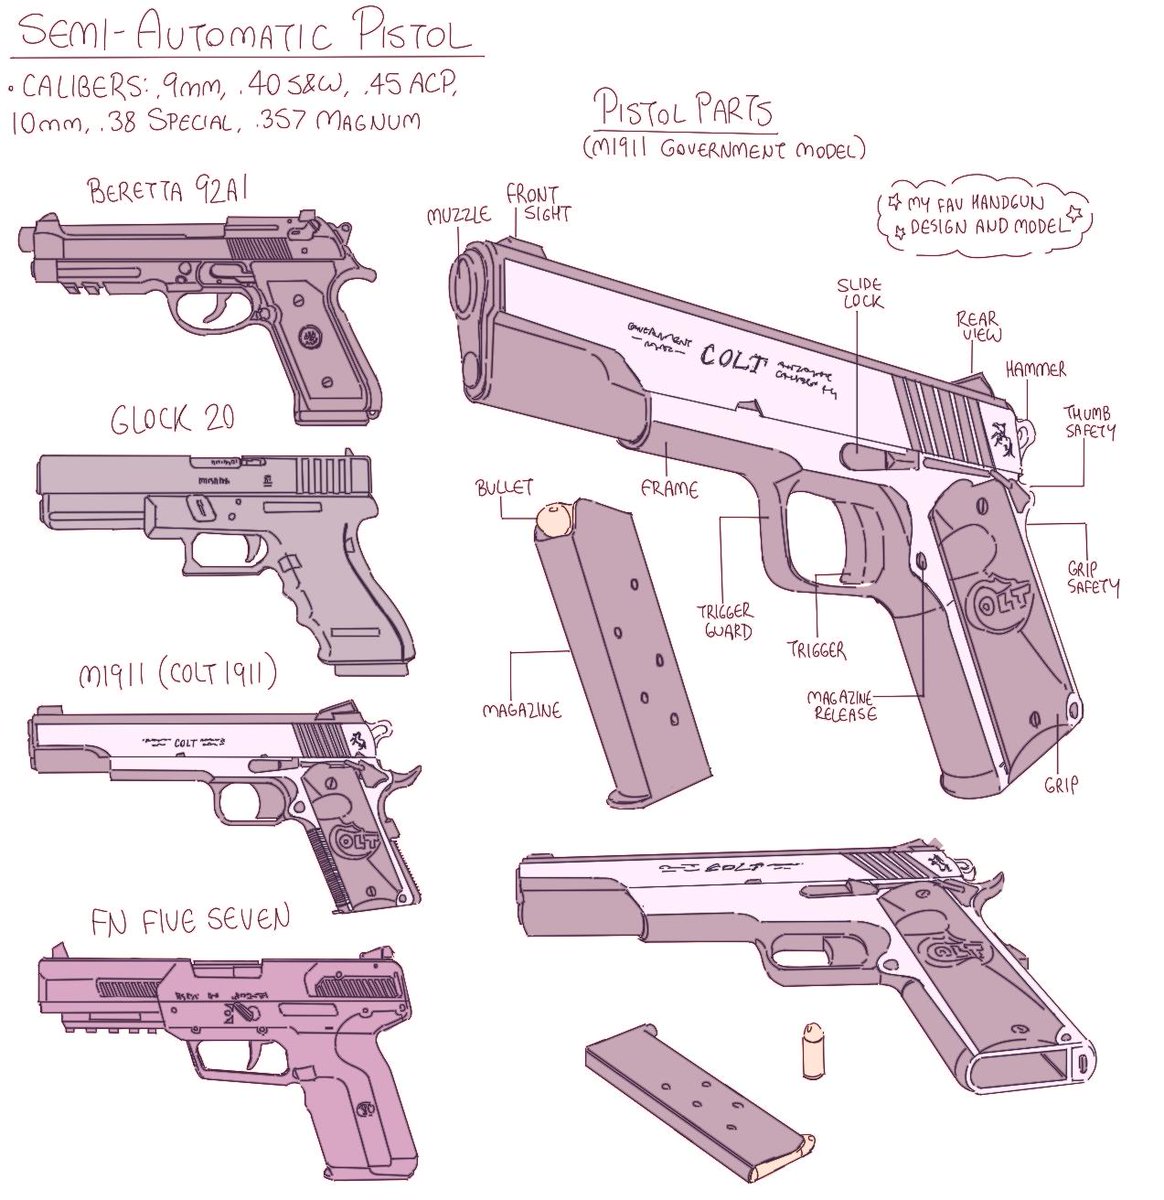 SEMI-AUTOMATIC PISTOL
• CALIBERS: .9mm, .40 S&W, .45 ACP,
10mm, .38 SPECIAL, .357 MAGNUM
BERETTA 92A1
GLOCK 20
M1911 (COLT 1911)
COLT
COLT
FN FIVE SEVEN
PISTOL PARTS
(M1911 GOVERNMENT MODEL)
MY FAV HANDGUN
DESIGN AND MODEL
MUZZLE
FRONT
SIGHT
SLIDE
LOCK
REAR
VIEW
HAMMER
THUMB
SAFETY
GOVERNMENT
COLT
BULLET
FRAME
GRIP
SAFETY
COLT
TRIGGER
GUARD
TRIGGER
MAGAZINE
MAGAZINE
RELEASE
GRIP
COLT
COLT